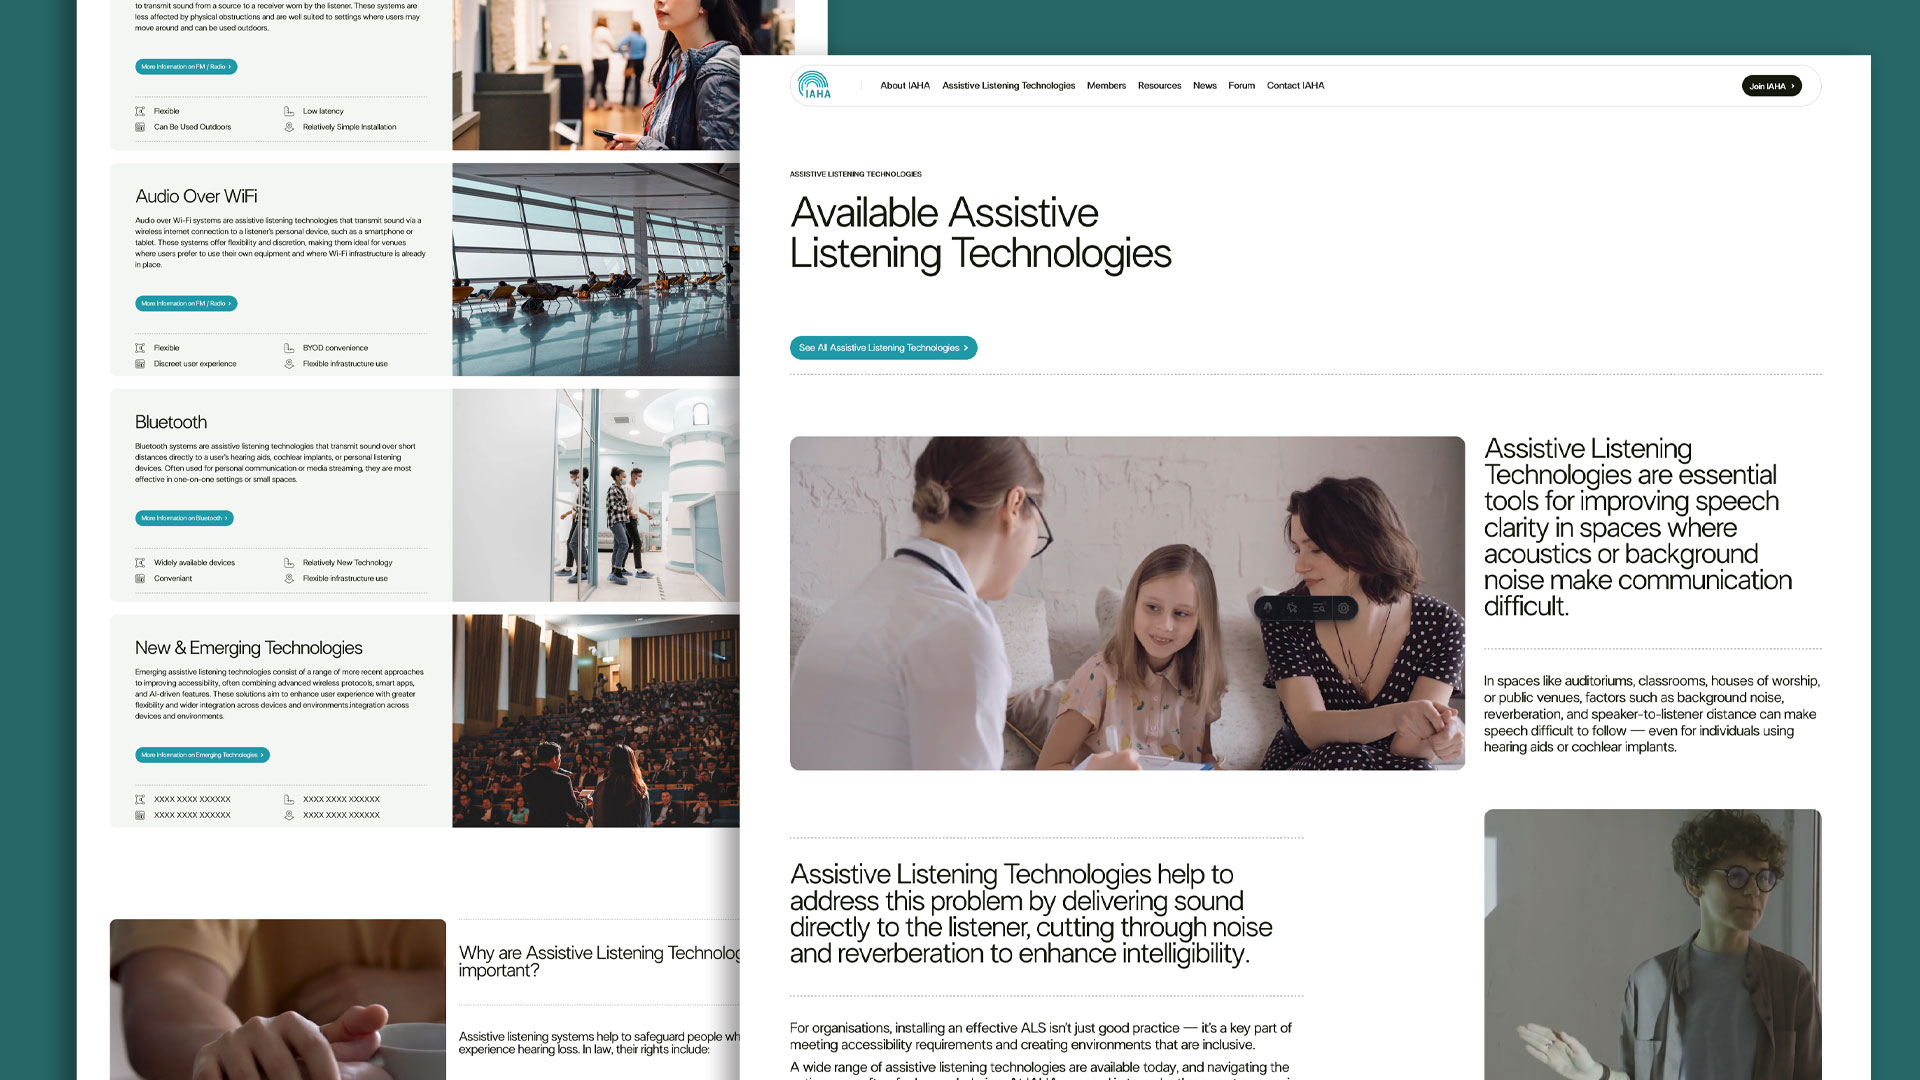 to transmit sound from a source to a receiver worn by the listener. These systems are
less affected by physical obstructions and are well suited to settings where users may
move around and can be used outdoors.
More Information on FM / Radio
Flexible
Low latency
Can Be Used Outdoors
Relatively Simple Installation
Audio Over WiFi
Audio over Wi-Fi systems are assistive listening technologies that transmit sound via a
wireless internet connection to a listener's personal device, such as a smartphone or
tablet. These systems offer flexibility and discretion, making them ideal for venues
where users prefer to use their own equipment and where Wi-Fi infrastructure is already
in place.
More Information on FM / Radio
Flexible
BYOD convenience
Discreet user experience
Flexible infrastructure use
Bluetooth
Bluetooth systems are assistive listening technologies that transmit sound over short
distances directly to a user's hearing aids, cochlear implants, or personal listening
devices. Often used for personal communication or media streaming, they are most
effective in one-on-one settings or small spaces.
More Information on Bluetooth
Widely available devices
Relatively New Technology
Conveniant
Flexible infrastructure use
New & Emerging Technologies
Emerging assistive listening technologies consist of a range of more recent approaches
to improving accessibility, often combining advanced wireless protocols, smart apps,
and AI-driven features. These solutions aim to enhance user experience with greater
flexibility and wider integration across devices and environments.integration across
devices and environments.
More Information on Emerging Technologies
XXXX XXXX XXXXXX
XXXX XXXX XXXXXX
XXXX XXXX XXXXXX
XXXX XXXX XXXXXX
Why are Assistive Listening Technolog
important?
Assistive listening systems help to safeguard people wh
experience hearing loss. In law, their rights include:
IAHA
About IAHA
Assistive Listening Technologies
Members
Resources
News
Forum
Contact IAHA
Join IAHA
ASSISTIVE LISTENING TECHNOLOGIES
Available Assistive
Listening Technologies
See All Assistive Listening Technologies
Assistive Listening
Technologies are essential
tools for improving speech
clarity in spaces where
acoustics or background
noise make communication
difficult.
In spaces like auditoriums, classrooms, houses of worship,
or public venues, factors such as background noise,
reverberation, and speaker-to-listener distance can make
speech difficult to follow — even for individuals using
hearing aids or cochlear implants.
Assistive Listening Technologies help to
address this problem by delivering sound
directly to the listener, cutting through noise
and reverberation to enhance intelligibility.
For organisations, installing an effective ALS isn't just good practice — it's a key part of
meeting accessibility requirements and creating environments that are inclusive.
A wide range of assistive listening technologies are available today, and navigating the